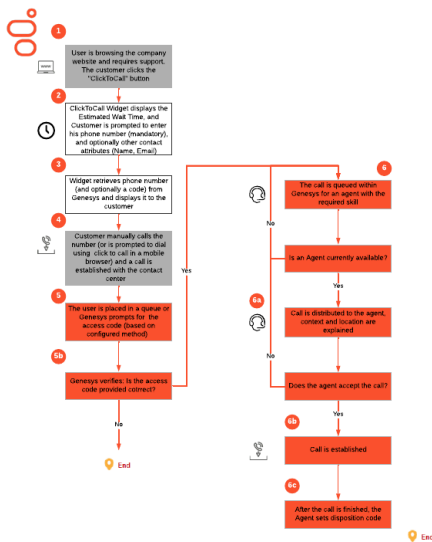 1
User is browsing the company
website and requires support.
The customer clicks the
"ClickToCall" button
2
ClickToCall Widget displays the
Estimated Wait Time, and
Customer is prompted to enter
his phone number (mandatory),
and optionally other contact
attributes (Name, Email)
3
Widget retrieves phone number
(and optionally a code) from
Genesys and displays it to the
customer
4
Customer manually calls the
number (or is prompted to dial
using click to call in a mobile
browser) and a call is
established with the contact
center
5
The user is placed in a queue or
Genesys prompts for the
access code (based on
configured method)
5b
Genesys verifies: Is the access
code provided cotrrect?
Yes
No
End
6
The call is queued within
Genesys for an agent with the
required skill
No
Is an Agent currently available?
Yes
6a
Call is distributed to the agent,
context and location are
explained
No
Does the agent accept the call?
Yes
6b
Call is established
6c
After the call is finished, the
Agent sets disposition code
End